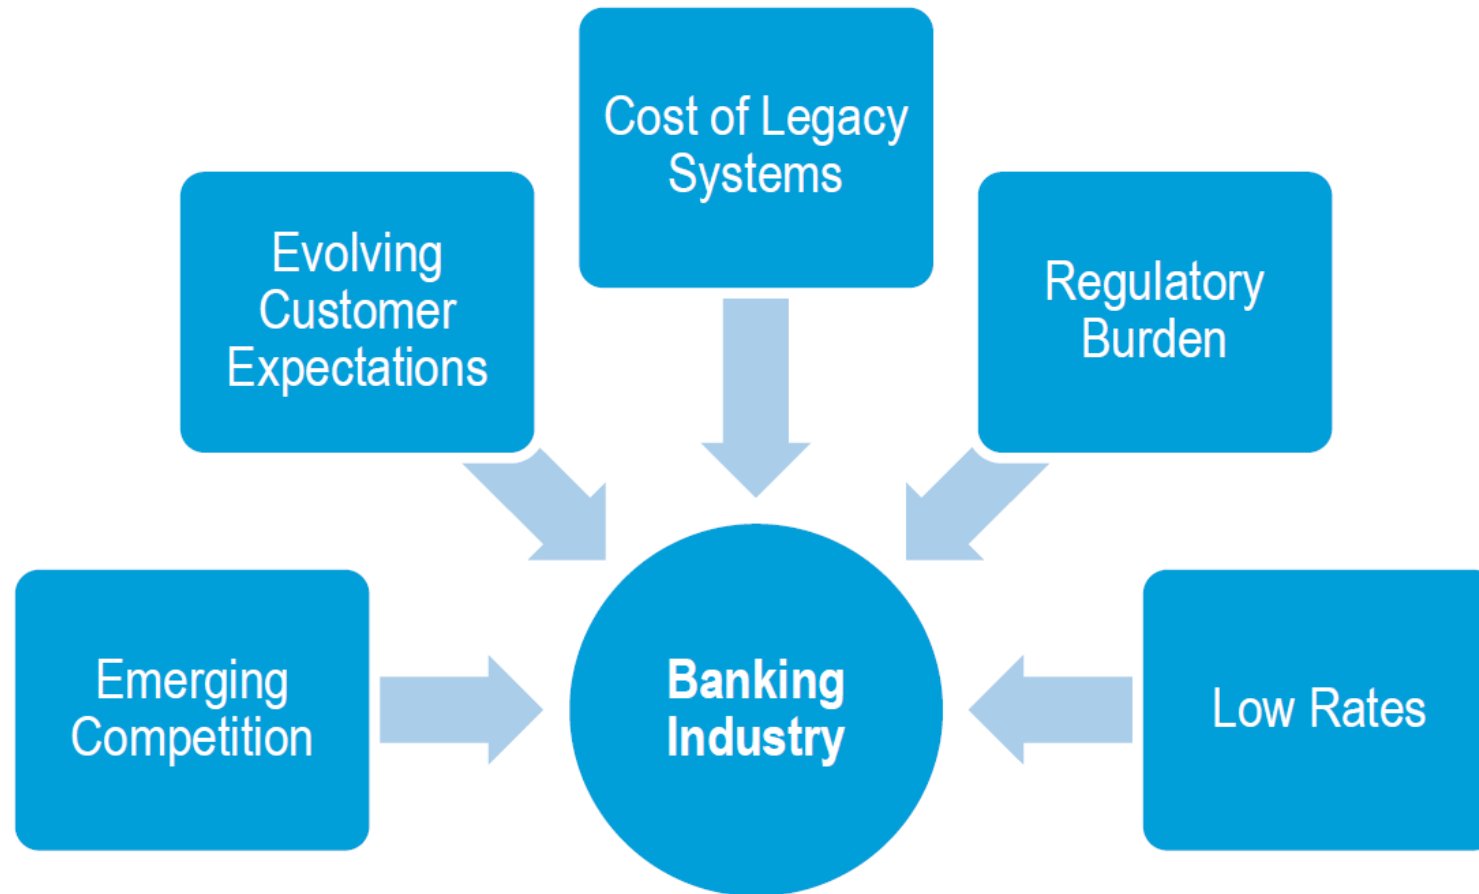 Cost of Legacy
Systems
Evolving
Customer
Expectations
Regulatory
Burden
Emerging
Competition
Banking
Industry
Low Rates